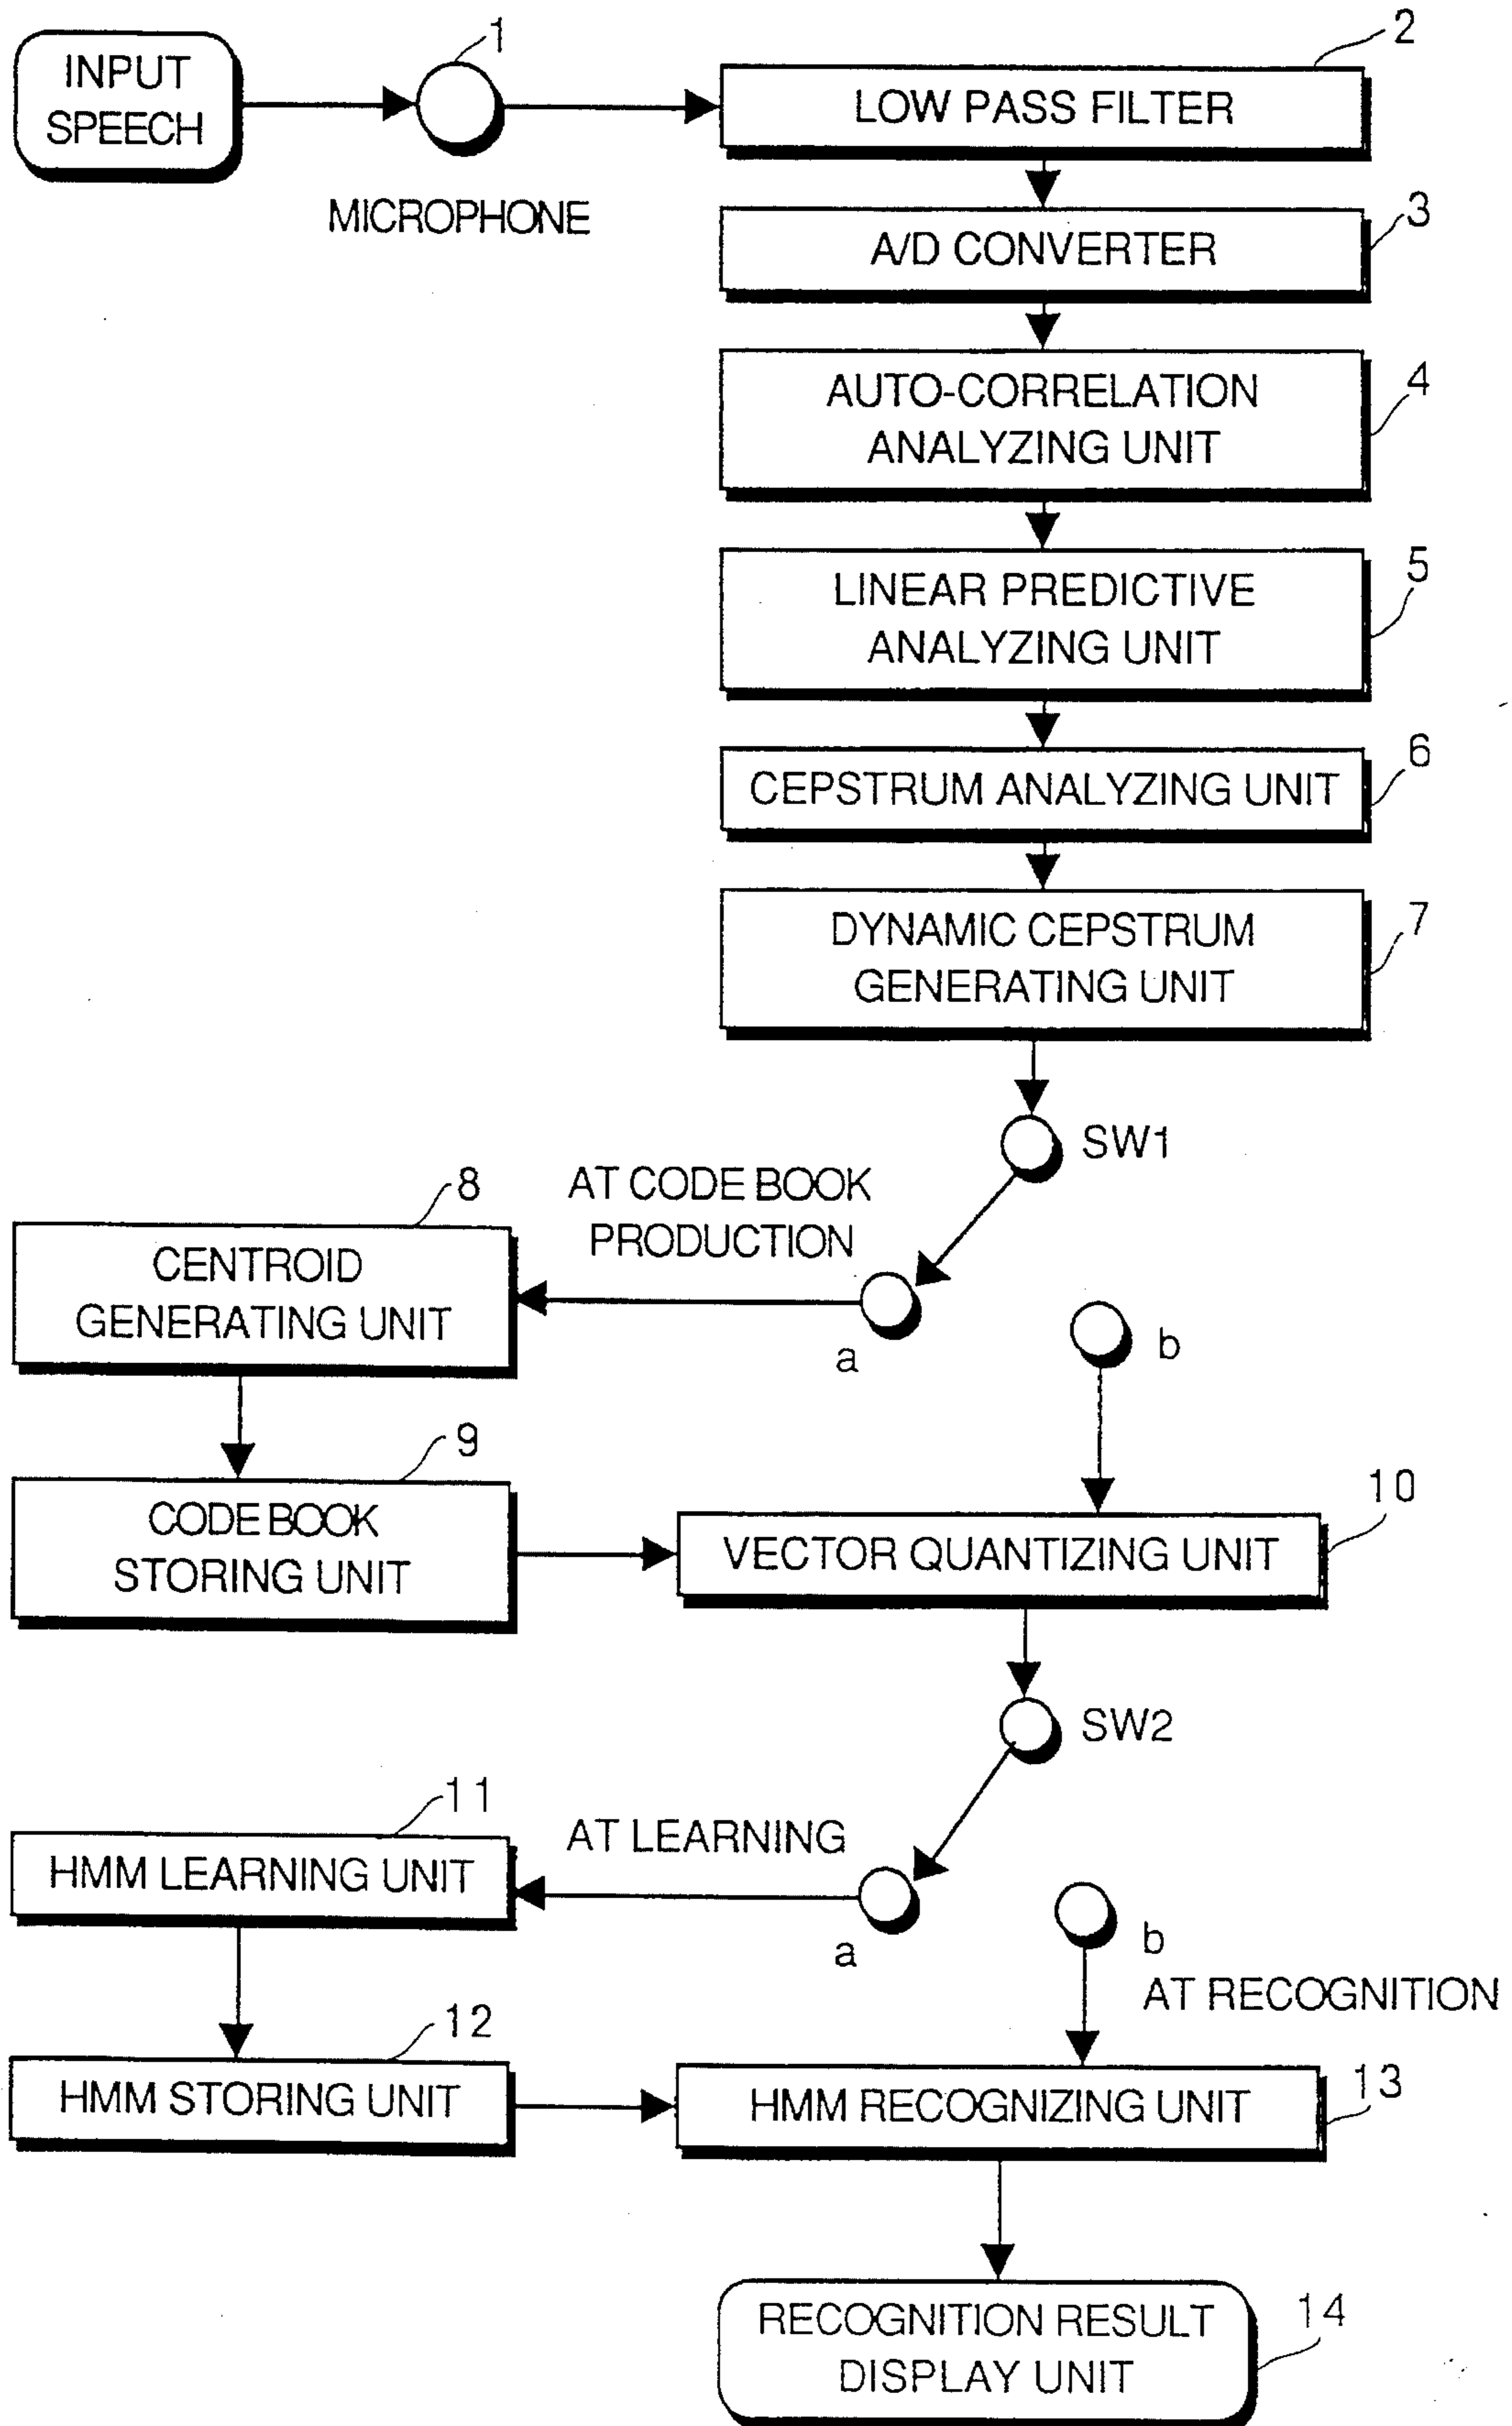 1
INPUT
SPEECH
MICROPHONE
2
LOW PASS FILTER
3
A/D CONVERTER
4
AUTO-CORRELATION
ANALYZING UNIT
5
LINEAR PREDICTIVE
ANALYZING UNIT
6
CEPSTRUM ANALYZING UNIT
7
DYNAMIC CEPSTRUM
GENERATING UNIT
SW1
AT CODE BOOK
PRODUCTION
8
CENTROID
GENERATING UNIT
a
b
9
CODE BOOK
STORING UNIT
10
VECTOR QUANTIZING UNIT
SW2
11
AT LEARNING
HMM LEARNING UNIT
a
b
AT RECOGNITION
12
HMM STORING UNIT
13
HMM RECOGNIZING UNIT
14
RECOGNITION RESULT
DISPLAY UNIT